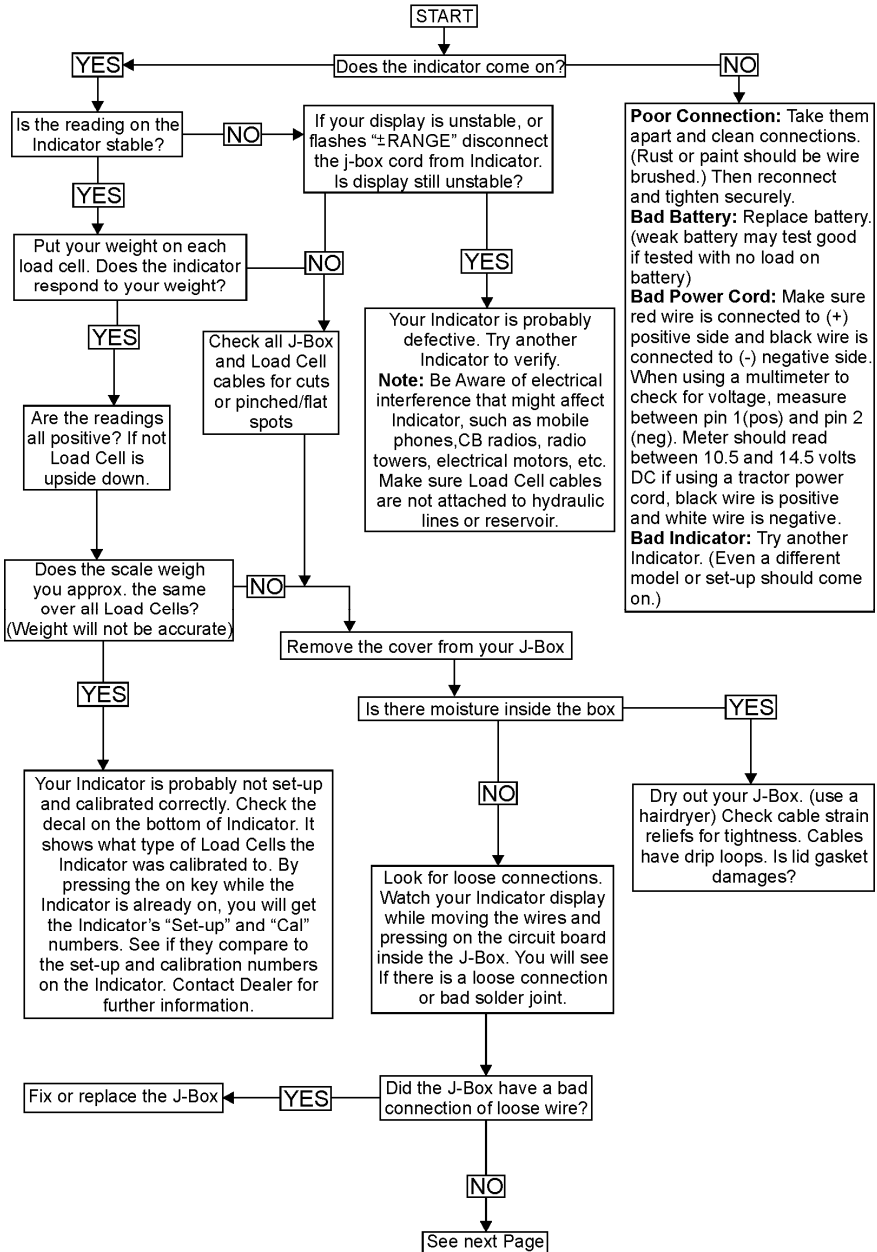 START
Does the indicator come on?
YES
NO
Is the reading on the
Indicator stable?
NO
If your display is unstable, or
flashes “±RANGE” disconnect
the j-box cord from Indicator.
Is display still unstable?
Poor Connection: Take them
apart and clean connections.
(Rust or paint should be wire
brushed.) Then reconnect
and tighten securely.
Bad Battery: Replace battery.
(weak battery may test good
if tested with no load on
battery)
Bad Power Cord: Make sure
red wire is connected to (+)
positive side and black wire is
connected to (-) negative side.
When using a multimeter to
check for voltage, measure
between pin 1(pos) and pin 2
(neg). Meter should read
between 10.5 and 14.5 volts
DC if using a tractor power
cord, black wire is positive
and white wire is negative.
Bad Indicator: Try another
Indicator. (Even a different
model or set-up should come
on.)
YES
Put your weight on each
load cell. Does the indicator
respond to your weight?
NO
YES
YES
Check all J-Box
and Load Cell
cables for cuts
or pinched/flat
spots
Your Indicator is probably
defective. Try another
Indicator to verify.
Note: Be Aware of electrical
interference that might affect
Indicator, such as mobile
phones,CB radios, radio
towers, electrical motors, etc.
Make sure Load Cell cables
are not attached to hydraulic
lines or reservoir.
Are the readings
all positive? If not
Load Cell is
upside down.
Does the scale weigh
you approx. the same
over all Load Cells?
(Weight will not be accurate)
NO
Remove the cover from your J-Box
YES
Is there moisture inside the box
YES
NO
Your Indicator is probably not set-up
and calibrated correctly. Check the
decal on the bottom of Indicator. It
shows what type of Load Cells the
Indicator was calibrated to. By
pressing the on key while the
Indicator is already on, you will get
the Indicator’s “Set-up” and “Cal”
numbers. See if they compare to
the set-up and calibration numbers
on the Indicator. Contact Dealer for
further information.
Dry out your J-Box. (use a
hairdryer) Check cable strain
reliefs for tightness. Cables
have drip loops. Is lid gasket
damages?
Look for loose connections.
Watch your Indicator display
while moving the wires and
pressing on the circuit board
inside the J-Box. You will see
If there is a loose connection
or bad solder joint.
Did the J-Box have a bad
connection of loose wire?
YES
Fix or replace the J-Box
NO
See next Page